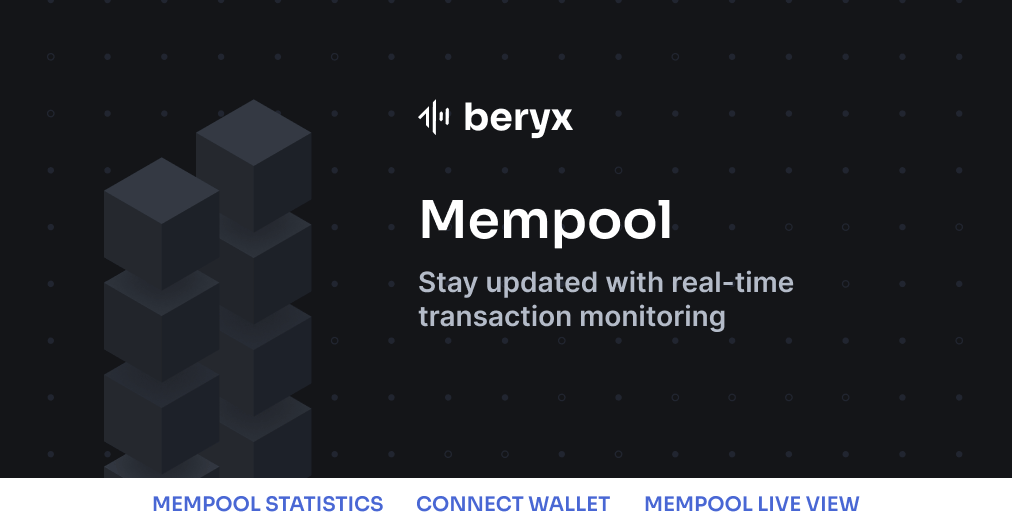 beryx
Mempool
Stay updated with real-time
transaction monitoring
MEMPOOL STATISTICS CONNECT WALLET MEMPOOL LIVE VIEW